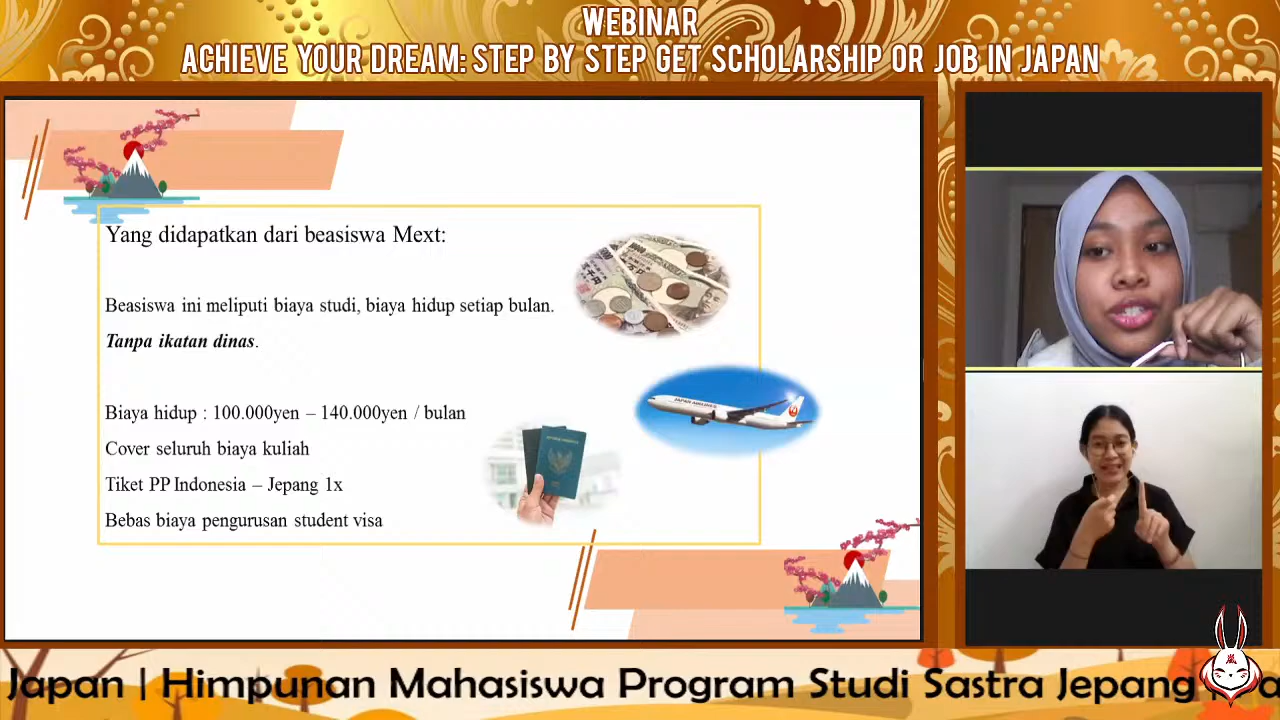 WEBINAR
ACHIEVE YOUR DREAM: STEP BY STEP GET SCHOLARSHIP OR JOB IN JAPAN
Yang didapatkan dari beasiswa Mext:
Beasiswa ini meliputi biaya studi, biaya hidup setiap bulan.
Tanpa ikatan dinas.
Biaya hidup : 100.000yen – 140.000yen / bulan
Cover seluruh biaya kuliah
Tiket PP Indonesia – Jepang 1x
Bebas biaya pengurusan student visa
JAPAN AIRLINES
Japan | Himpunan Mahasiswa Program Studi Sastra Jepang